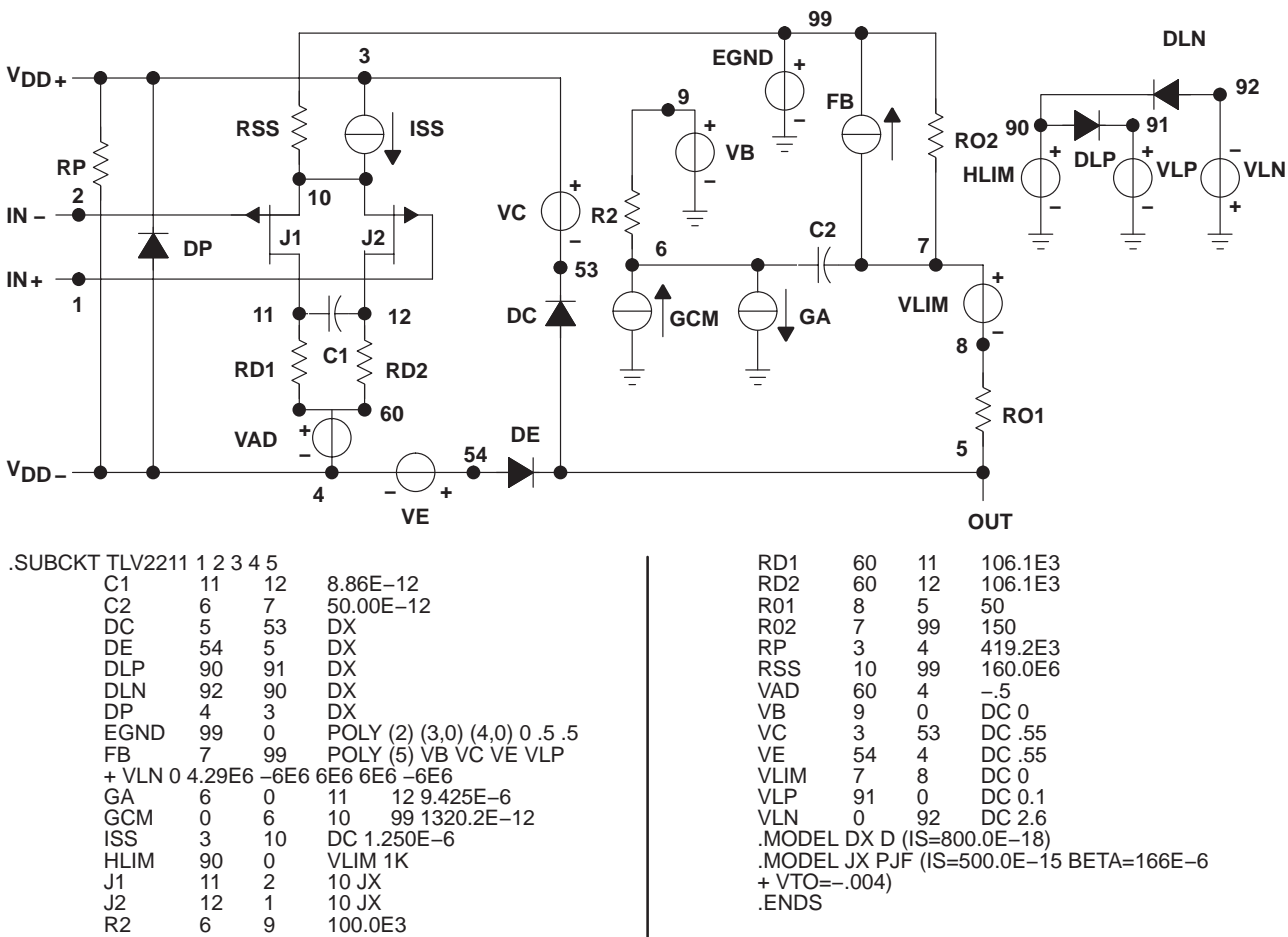 99
3
EGND
+
–
FB
DLN
92
VDD+
RSS
ISS
9
+
–
VB
RO2
90
91
DLP
+
–
HLIM
+
–
VLP
–
+
VLN
RP
2
IN –
10
J1
J2
DP
IN+
1
VC
+
–
53
R2
6
C2
7
GCM
GA
VLIM
+
–
8
11
12
C1
RD1
RD2
DC
RO1
60
VAD
+
–
VDD–
4
–
+
VE
54
DE
5
OUT
.SUBCKT TLV2211 1 2 3 4 5
C1 11 12 8.86E–12
C2 6 7 50.00E–12
DC 5 53 DX
DE 54 5 DX
DLP 90 91 DX
DLN 92 90 DX
DP 4 3 DX
EGND 99 0 POLY (2) (3,0) (4,0) 0 .5 .5
FB 7 99 POLY (5) VB VC VE VLP
+ VLN 0 4.29E6 –6E6 6E6 6E6 –6E6
GA 6 0 11 12 9.425E–6
GCM 0 6 10 99 1320.2E–12
ISS 3 10 DC 1.250E–6
HLIM 90 0 VLIM 1K
J1 11 2 10 JX
J2 12 1 10 JX
R2 6 9 100.0E3
RD1 60 11 106.1E3
RD2 60 12 106.1E3
R01 8 5 50
R02 7 99 150
RP 3 4 419.2E3
RSS 10 99 160.0E6
VAD 60 4 –.5
VB 9 0 DC 0
VC 3 53 DC .55
VE 54 4 DC .55
VLIM 7 8 DC 0
VLP 91 0 DC 0.1
VLN 0 92 DC 2.6
.MODEL DX D (IS=800.0E–18)
.MODEL JX PJF (IS=500.0E–15 BETA=166E–6
+ VTO=–.004)
.ENDS